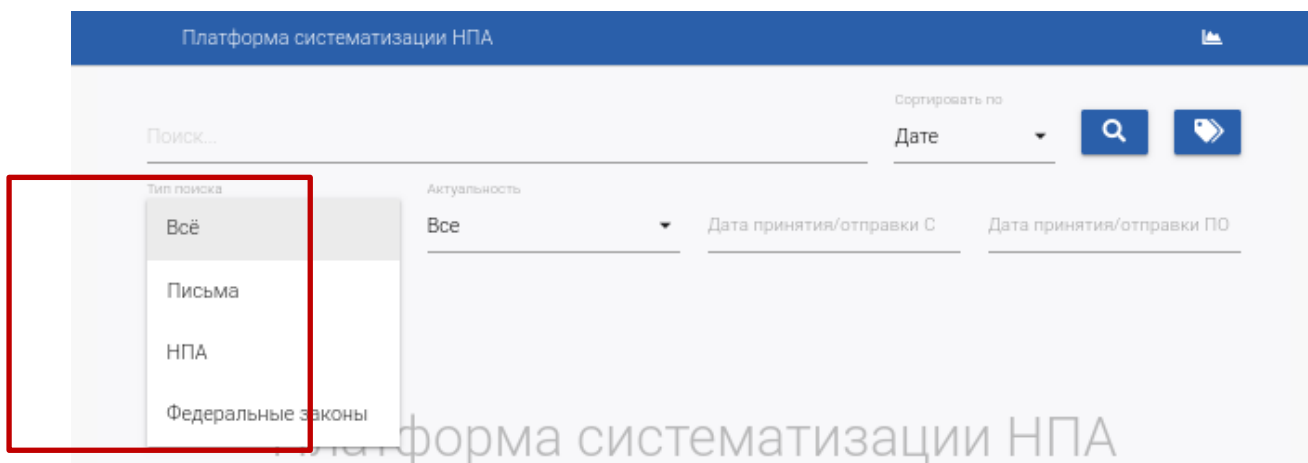 Платформа систематизации НПА
Сортировать по
Поиск...
Дате
Тип поиска
Актуальность
Всё
Все
Дата принятия/отправки С
Дата принятия/отправки ПО
Письма
НПА
Федеральные законы
Платформа систематизации НПА